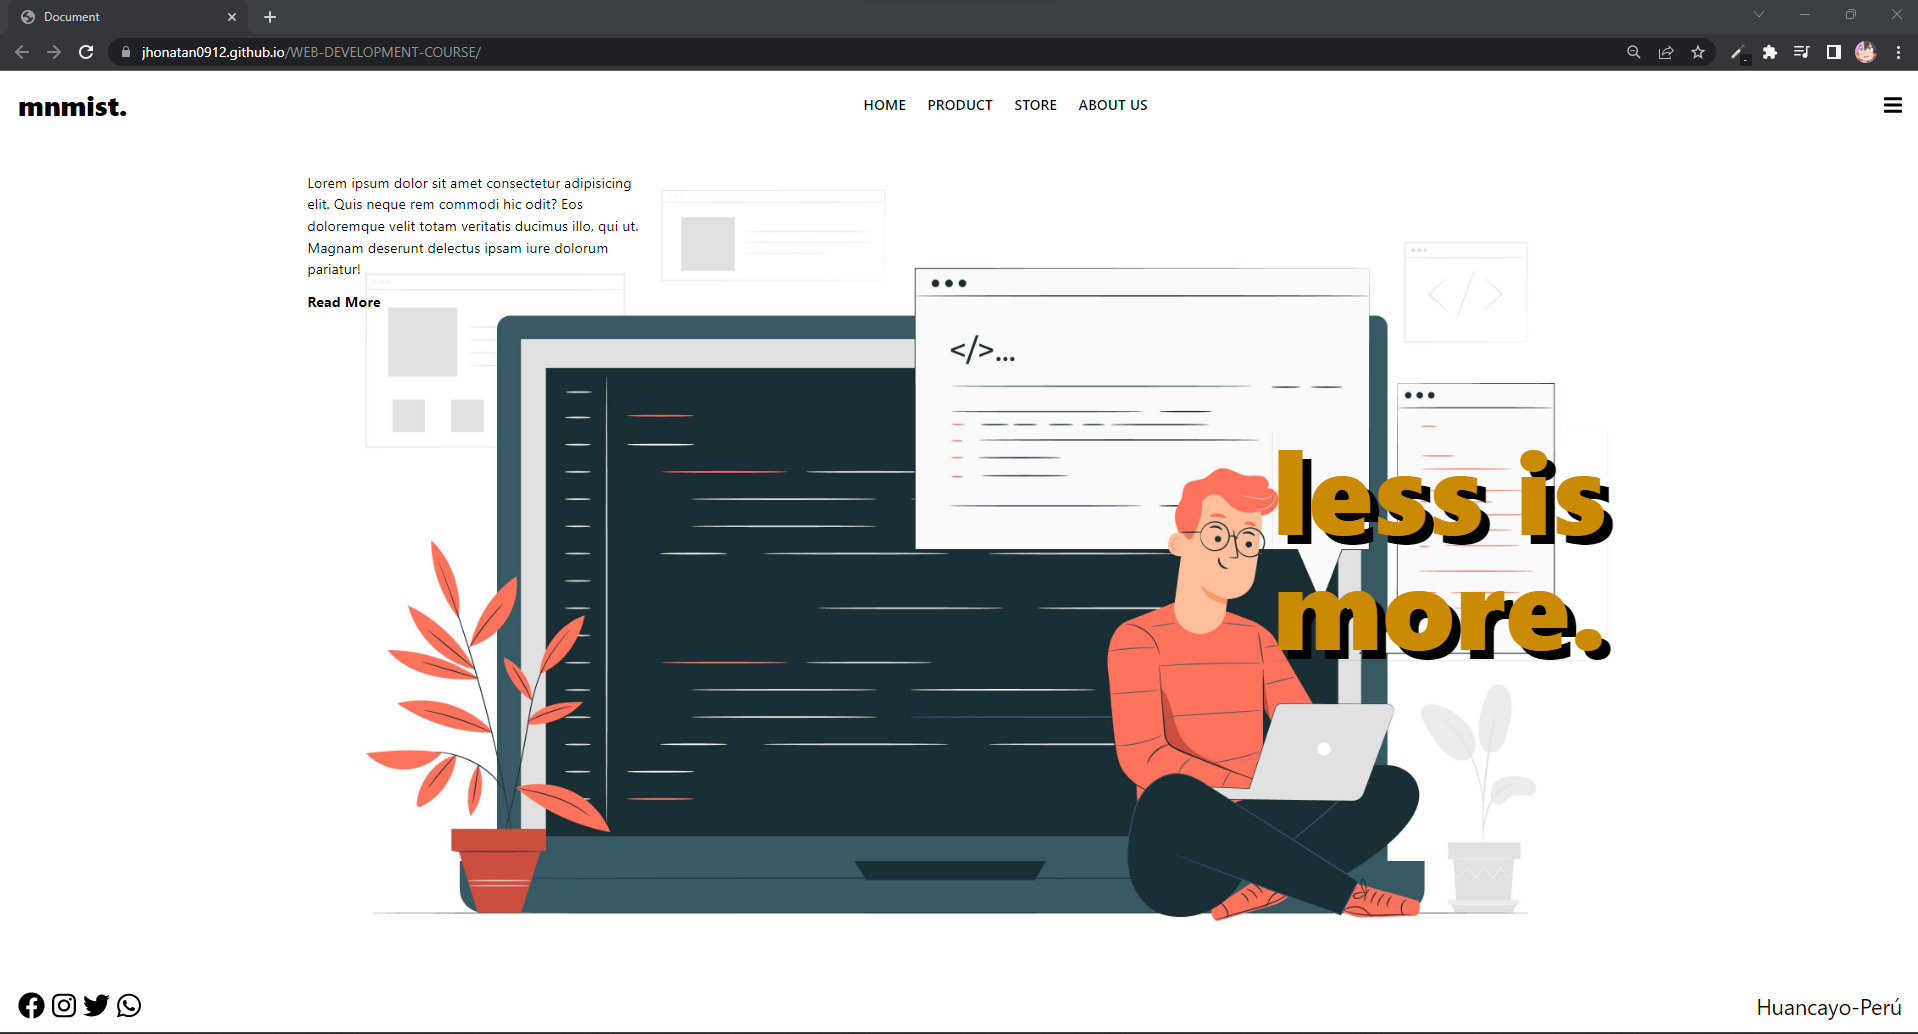 Document
jhonatan0912.github.io/WEB-DEVELOPMENT-COURSE/
mnmist.
HOME PRODUCT STORE ABOUT US
Lorem ipsum dolor sit amet consectetur adipisicing
elit. Quis neque rem commodi hic odit? Eos
doloremque velit totam veritatis ducimus illo, qui ut.
Magnam deserunt delectus ipsam iure dolorum
pariatur!
Read More
</>...
</>
less is
more.
Huancayo-Perú